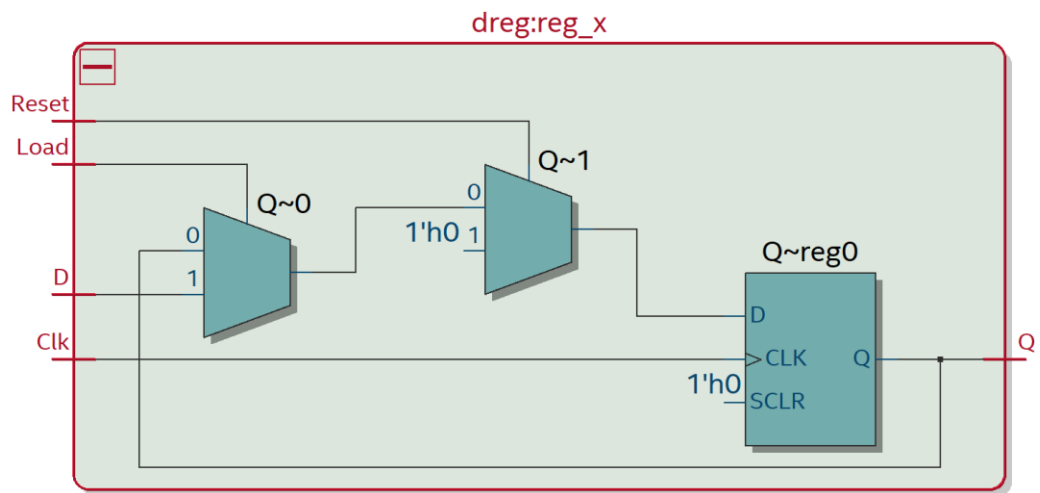 dreg:reg_x
Reset
Load
Q~1
Q~0
0
1'h0 1
0
1
Q~reg0
D
D
Clk
CLK
Q
Q
1'h0
SCLR